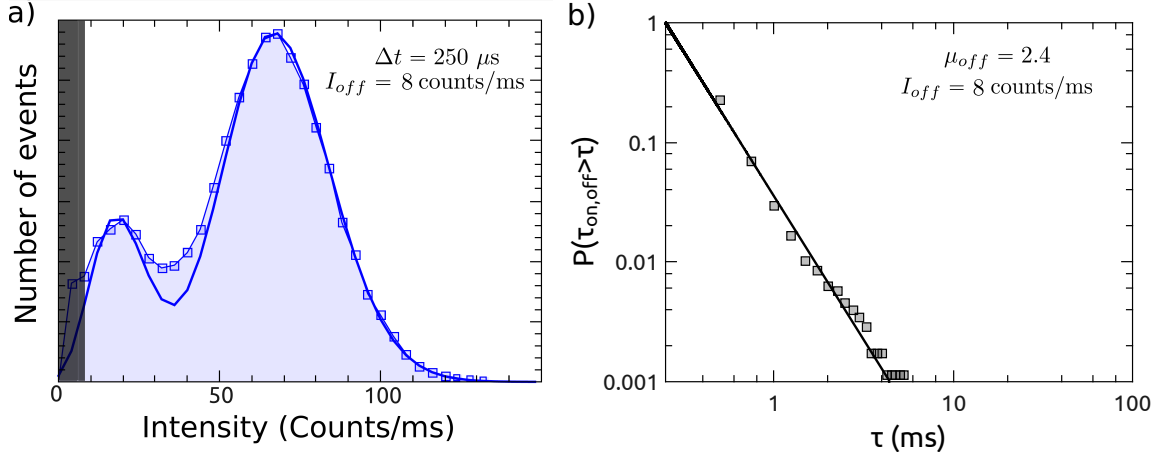 a)
Δt = 250 μs
I_off = 8 counts/ms
Number of events
0
50
100
Intensity (Counts/ms)
b)
μ_off = 2.4
I_off = 8 counts/ms
P(τ_on,off>τ)
1
0.1
0.01
0.001
1
10
100
τ (ms)